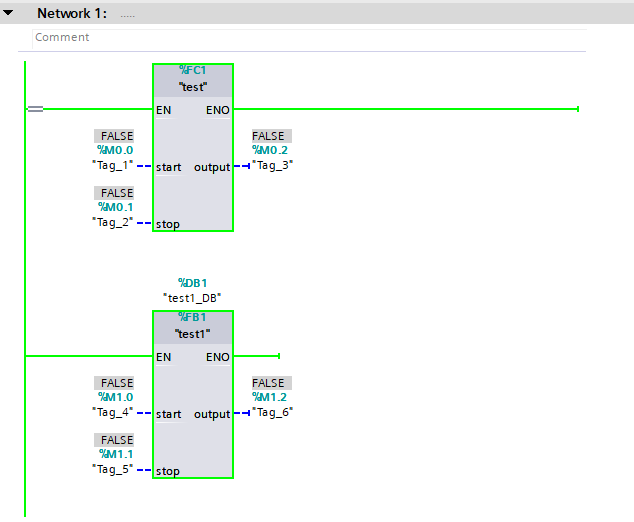 Network 1: .....
Comment
%FC1
"test"
EN ENO
FALSE FALSE
%M0.0 %M0.2
"Tag_1" start output "Tag_3"
FALSE
%M0.1
"Tag_2" stop
%DB1
"test1_DB"
%FB1
"test1"
EN ENO
FALSE FALSE
%M1.0 %M1.2
"Tag_4" start output "Tag_6"
FALSE
%M1.1
"Tag_5" stop